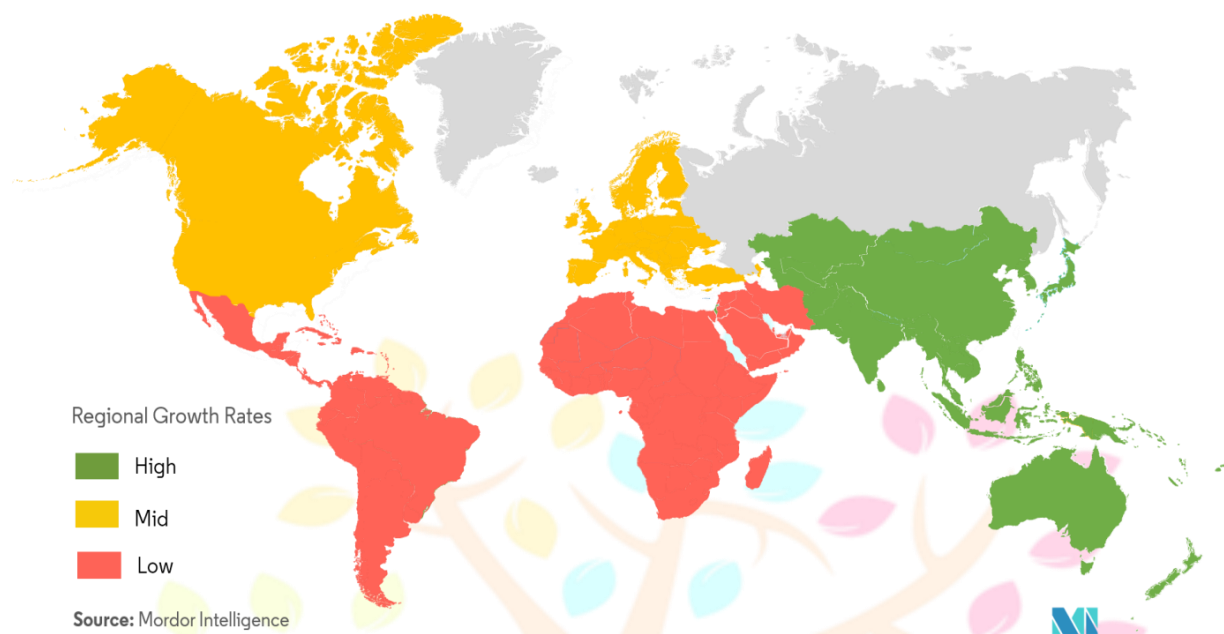 Regional Growth Rates
High
Mid
Low
Source: Mordor Intelligence